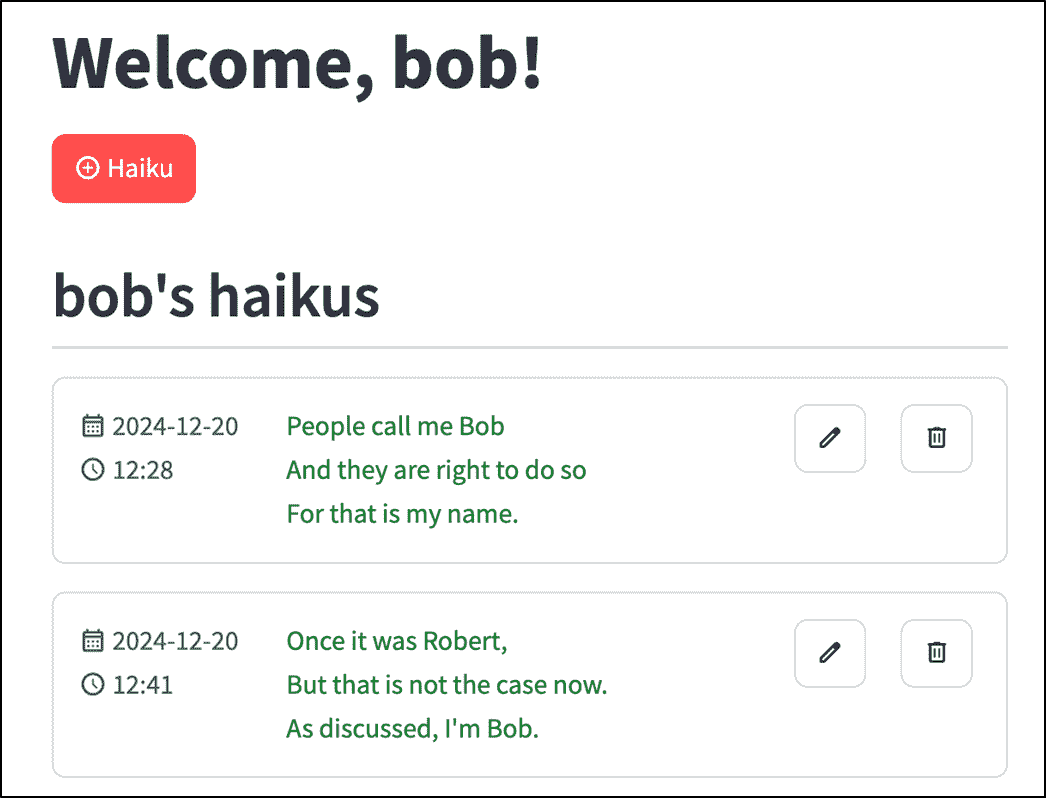 Welcome, bob!
Haiku
bob's haikus
2024-12-20
12:28
People call me Bob
And they are right to do so
For that is my name.
2024-12-20
12:41
Once it was Robert,
But that is not the case now.
As discussed, I'm Bob.